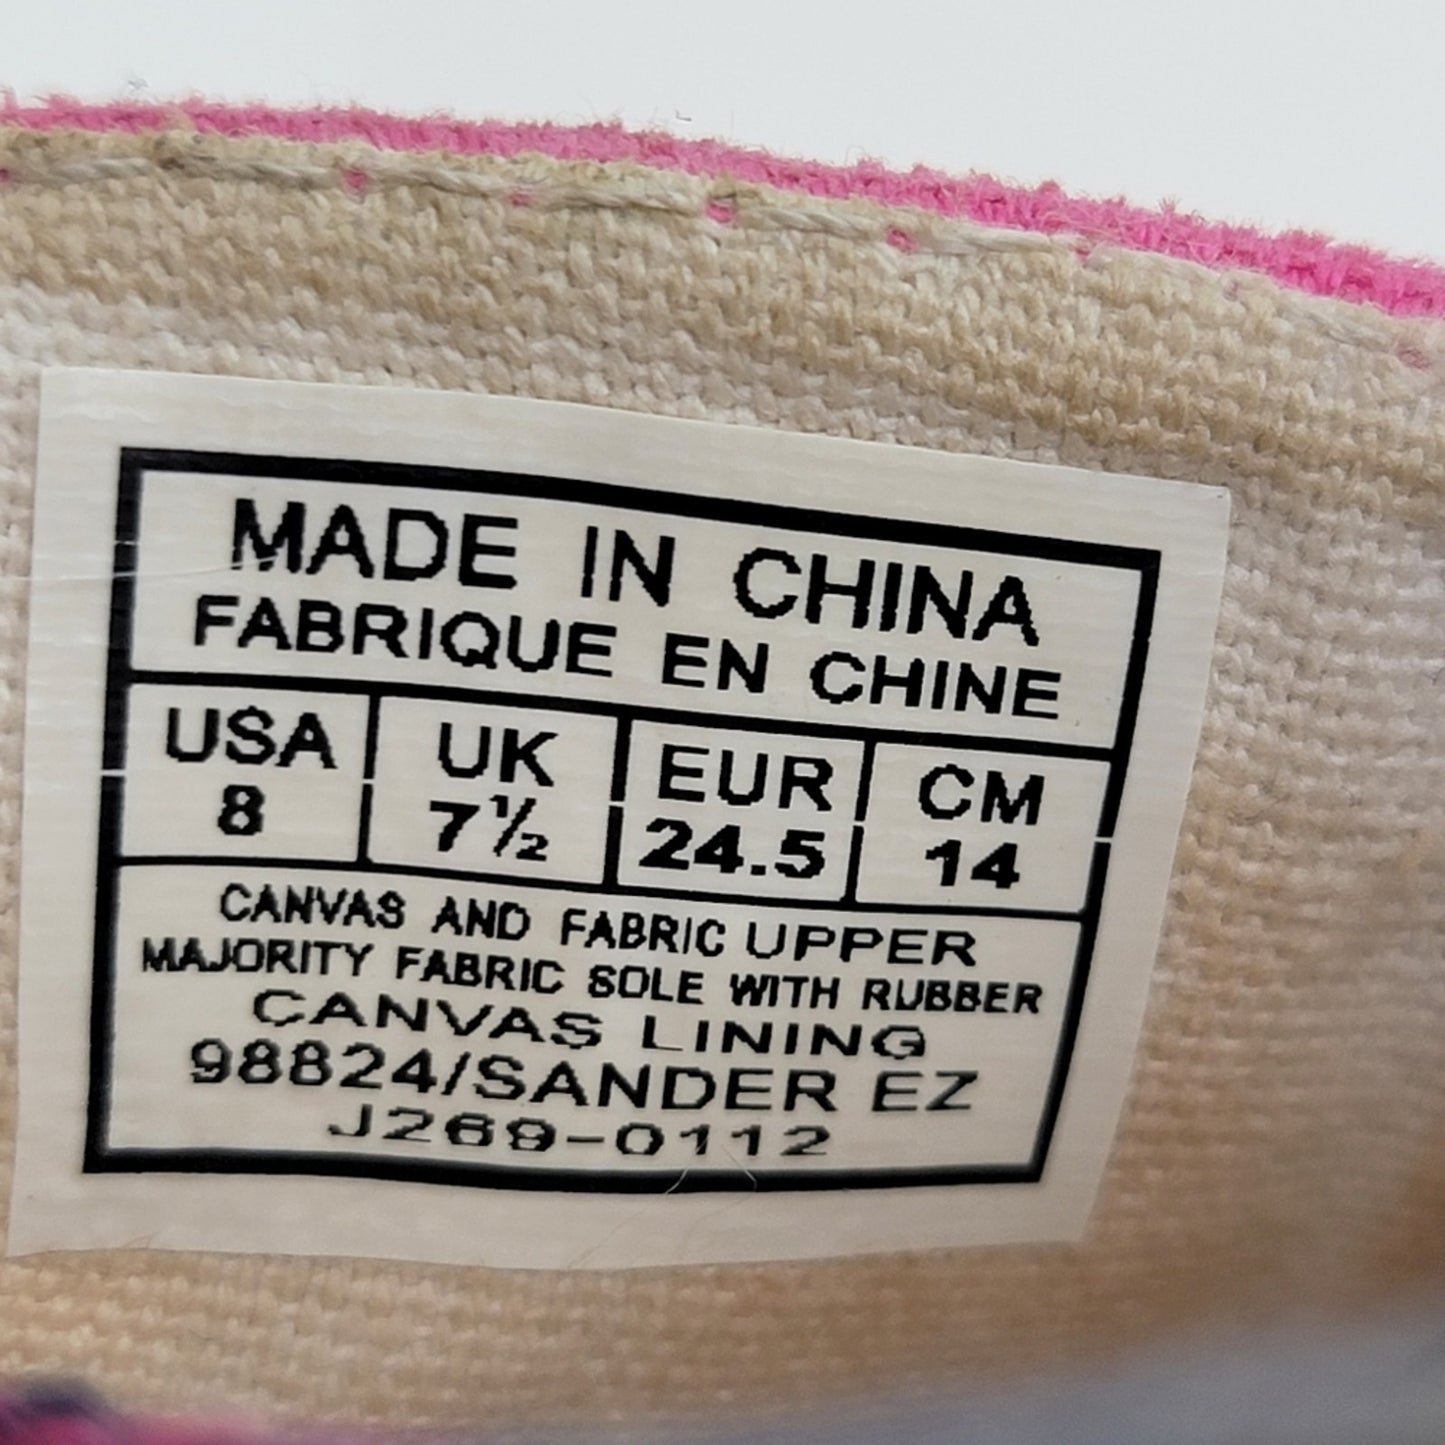 MADE IN CHINA
FABRIQUE EN CHINE
USA UK EUR CM
8 7½ 24.5 14
CANVAS AND FABRIC UPPER
MAJORITY FABRIC SOLE WITH RUBBER
CANVAS LINING
98824/SANDER EZ
J269-0112